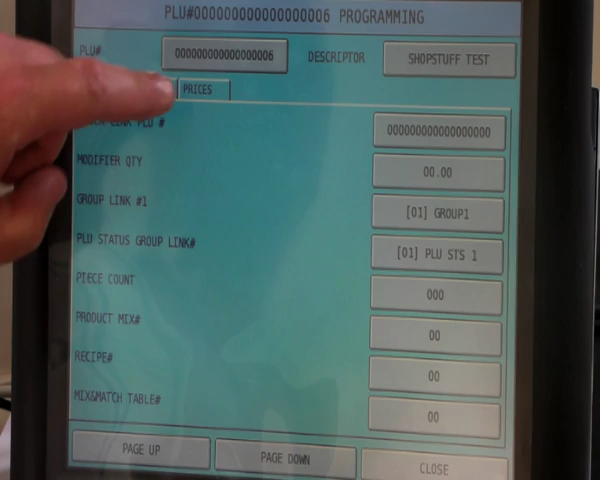 PLU#000000000000000006 PROGRAMMING
PLU# 000000000000000006 DESCRIPTOR SHOPSTUFF TEST
PRICES
LINK PLU # 000000000000000000
MODIFIER QTY 00.00
GROUP LINK #1 [01] GROUP1
PLU STATUS GROUP LINK# [01] PLU STS 1
PIECE COUNT 000
PRODUCT MIX# 00
RECIPE# 00
MIX&MATCH TABLE# 00
PAGE UP PAGE DOWN CLOSE